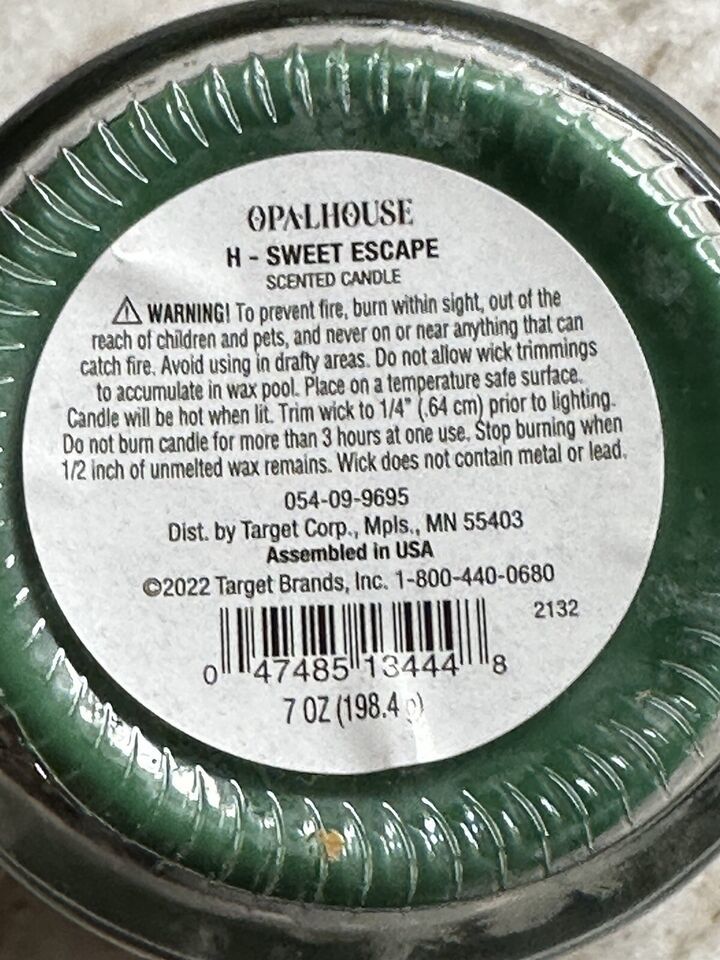 OPALHOUSE
H - SWEET ESCAPE
SCENTED CANDLE
⚠ WARNING! To prevent fire, burn within sight, out of the
reach of children and pets, and never on or near anything that can
catch fire. Avoid using in drafty areas. Do not allow wick trimmings
to accumulate in wax pool. Place on a temperature safe surface.
Candle will be hot when lit. Trim wick to 1/4" (.64 cm) prior to lighting.
Do not burn candle for more than 3 hours at one use. Stop burning when
1/2 inch of unmelted wax remains. Wick does not contain metal or lead.
054-09-9695
Dist. by Target Corp., Mpls., MN 55403
Assembled in USA
©2022 Target Brands, Inc. 1-800-440-0680
2132
0 47485 13444 8
7 OZ (198.4 g)